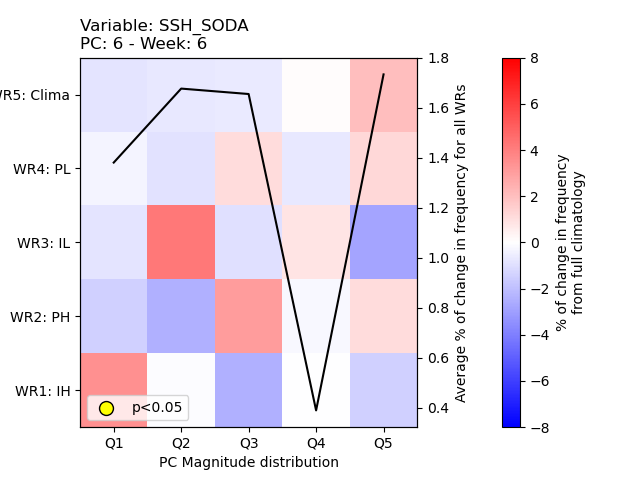 Variable: SSH_SODA
PC: 6 - Week: 6
WR5: Clima
WR4: PL
WR3: IL
WR2: PH
WR1: IH
p<0.05
Q1 Q2 Q3 Q4 Q5
PC Magnitude distribution
1.8
1.6
1.4
1.2
1.0
0.8
0.6
0.4
Average % of change in frequency for all WRs
8
6
4
2
0
−2
−4
−6
−8
% of change in frequency
from full climatology